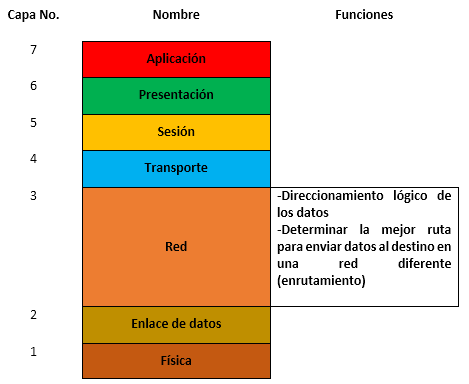 Capa No. Nombre Funciones
7 Aplicación
6 Presentación
5 Sesión
4 Transporte
3 Red
-Direccionamiento lógico de
los datos
-Determinar la mejor ruta
para enviar datos al destino en
una red diferente
(enrutamiento)
2 Enlace de datos
1 Física